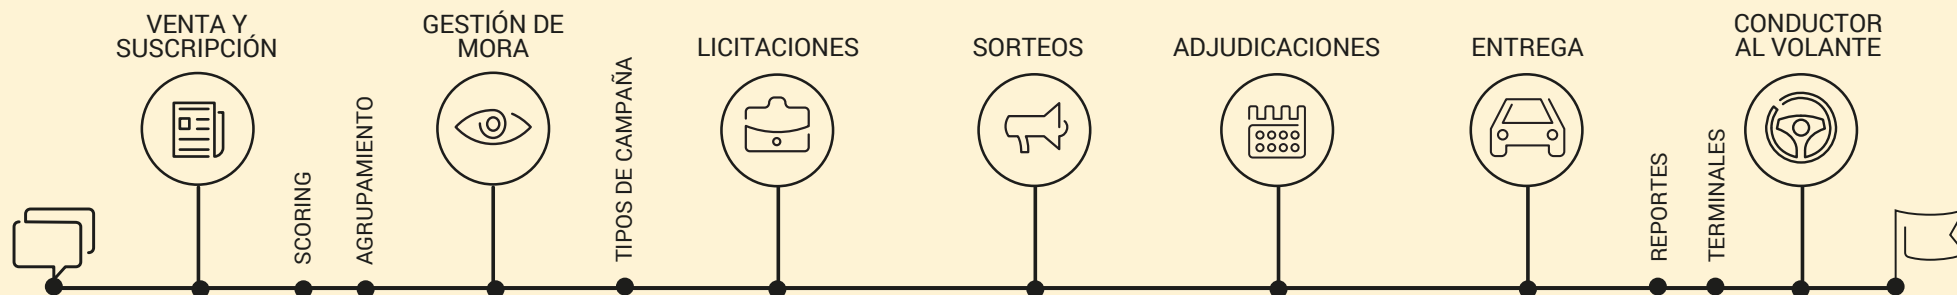 VENTA Y
SUSCRIPCIÓN
SCORING
AGRUPAMIENTO
GESTIÓN DE
MORA
TIPOS DE CAMPAÑA
LICITACIONES
SORTEOS
ADJUDICACIONES
ENTREGA
REPORTES
TERMINALES
CONDUCTOR
AL VOLANTE